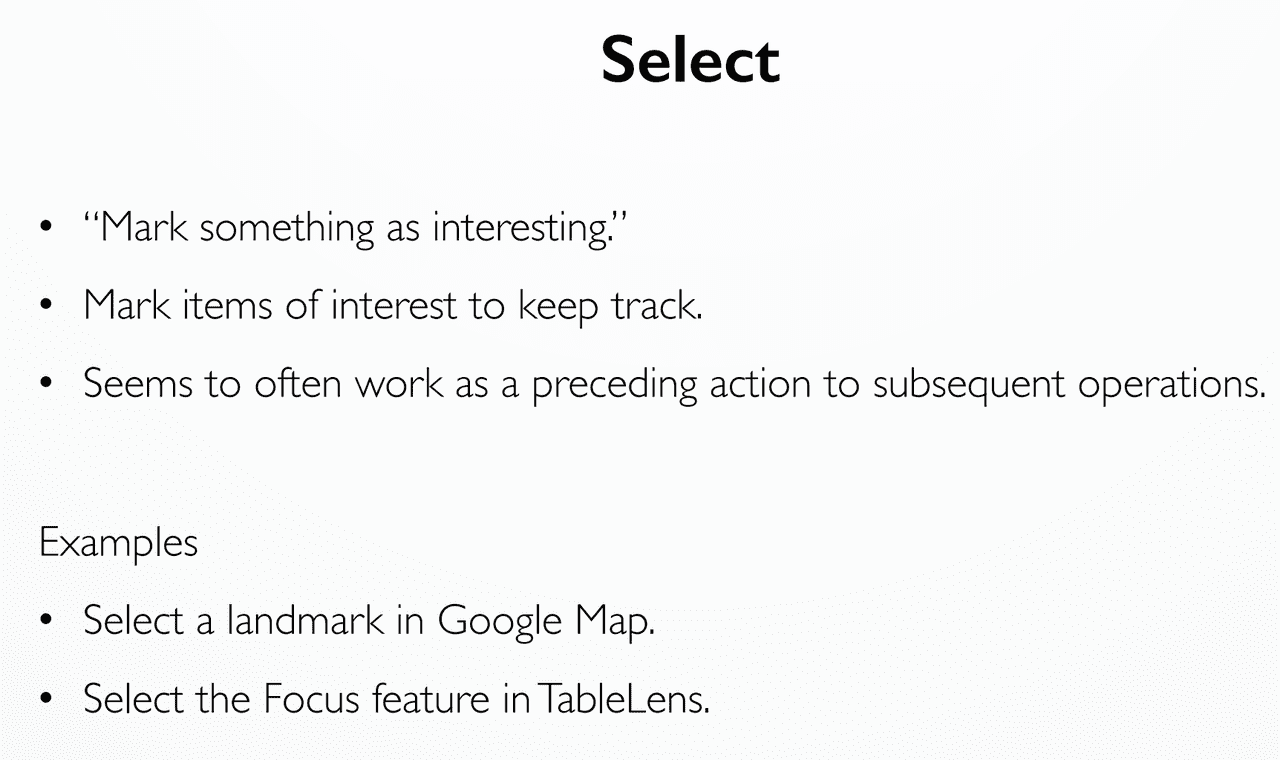 Select
• “Mark something as interesting.”
• Mark items of interest to keep track.
• Seems to often work as a preceding action to subsequent operations.
Examples
• Select a landmark in Google Map.
• Select the Focus feature in TableLens.